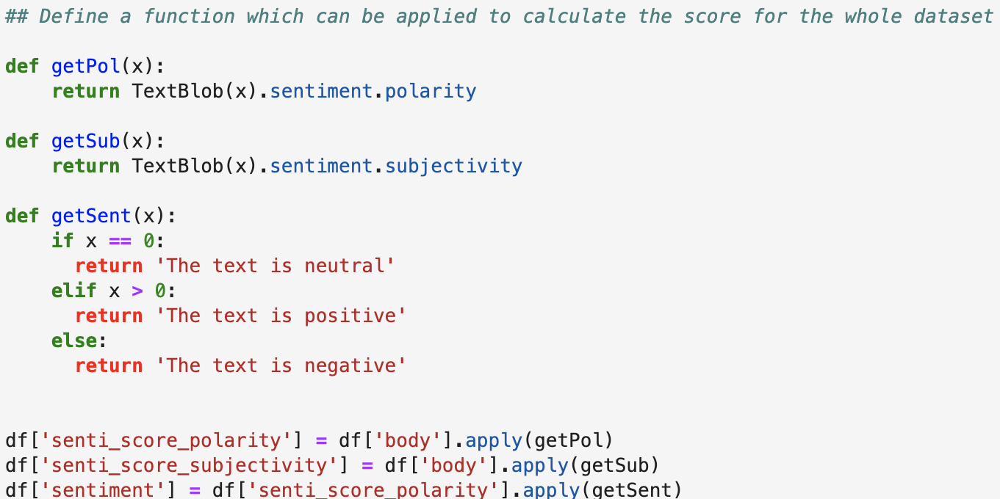 ## Define a function which can be applied to calculate the score for the whole dataset
def getPol(x):
    return TextBlob(x).sentiment.polarity
def getSub(x):
    return TextBlob(x).sentiment.subjectivity
def getSent(x):
    if x == 0:
      return 'The text is neutral'
    elif x > 0:
      return 'The text is positive'
    else:
      return 'The text is negative'
df['senti_score_polarity'] = df['body'].apply(getPol)
df['senti_score_subjectivity'] = df['body'].apply(getSub)
df['sentiment'] = df['senti_score_polarity'].apply(getSent)